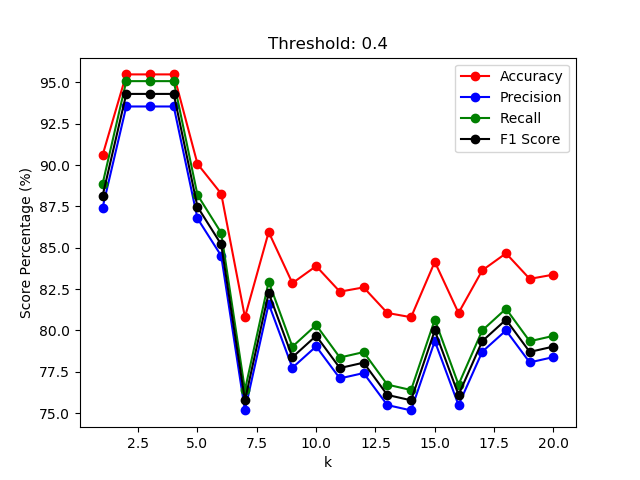 Threshold: 0.4
Accuracy
Precision
Recall
F1 Score
Score Percentage (%)
95.0
92.5
90.0
87.5
85.0
82.5
80.0
77.5
75.0
2.5 5.0 7.5 10.0 12.5 15.0 17.5 20.0
k